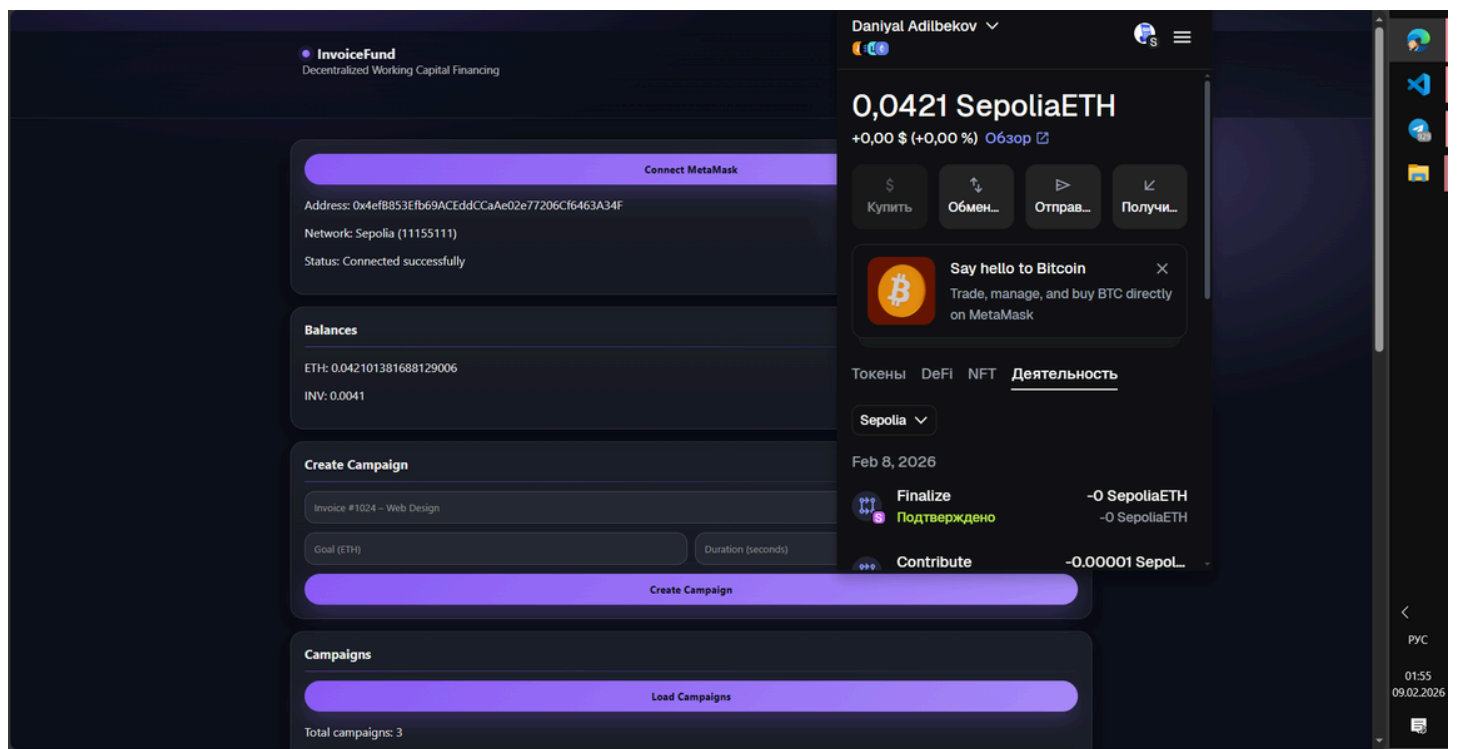 InvoiceFund
Decentralized Working Capital Financing
Connect MetaMask
Address: 0x4efB853Efb69ACEddCCaAe02e77206Cf6463A34F
Network: Sepolia (11155111)
Status: Connected successfully
Balances
ETH: 0.042101381688129006
INV: 0.0041
Create Campaign
Invoice #1024 – Web Design
Goal (ETH)
Duration (seconds)
Create Campaign
Campaigns
Load Campaigns
Total campaigns: 3
Daniyal Adilbekov
0,0421 SepoliaETH
+0,00 $ (+0,00 %) Обзор
Купить
Обмен...
Отправ...
Получи...
Say hello to Bitcoin
Trade, manage, and buy BTC directly
on MetaMask
Токены DeFi NFT Деятельность
Sepolia
Feb 8, 2026
Finalize -0 SepoliaETH
Подтверждено -0 SepoliaETH
Contribute -0.00001 Sepol...
РУС
01:55
09.02.2026